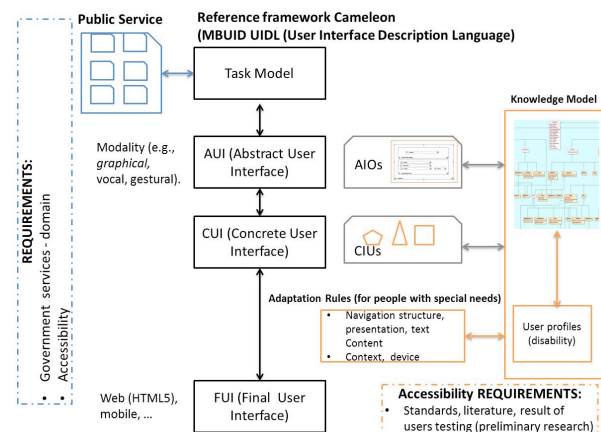 Public Service
Reference framework Cameleon
(MBUID UIDL (User Interface Description Language)
Task Model
Knowledge Model
REQUIREMENTS:
• Government services - domain
• Accessibility
Modality (e.g.,
graphical,
vocal, gestural).
AUI (Abstract User
Interface)
AIOs
CUI (Concrete User
Interface)
CIUs
Adaptation Rules (for people with special needs)
• Navigation structure,
presentation, text
Content
• Context, device
User profiles
(disability)
Web (HTML5),
mobile, ...
FUI (Final User
Interface)
Accessibility REQUIREMENTS:
• Standards, literature, result of
users testing (preliminary research)